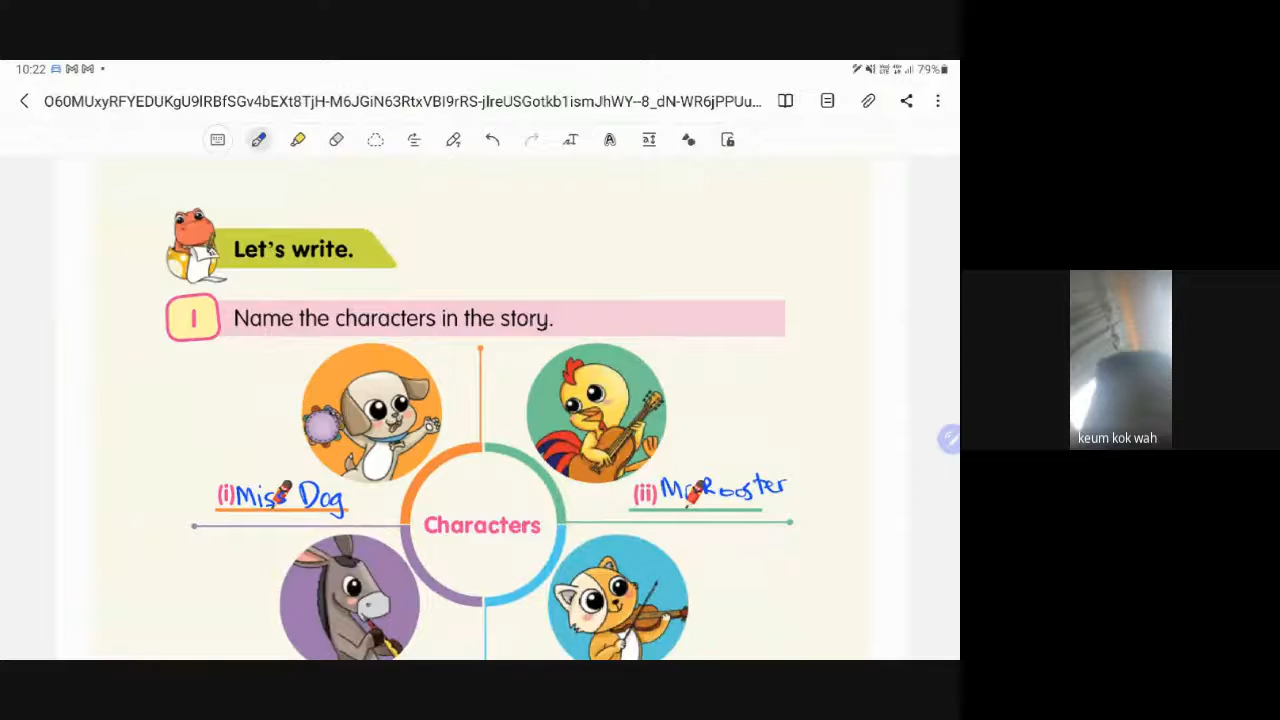 10:22 79%
O60MUxyRFYEDUKgU9lRBfSGv4bEXt8TjH-M6JGiN63RtxVBI9rRS-jlreUSGotkb1ismJhWY--8_dN-WR6jPPUu...
Let's write.
1 Name the characters in the story.
(i) Miss Dog
(ii) Mr Rooster
Characters
keum kok wah